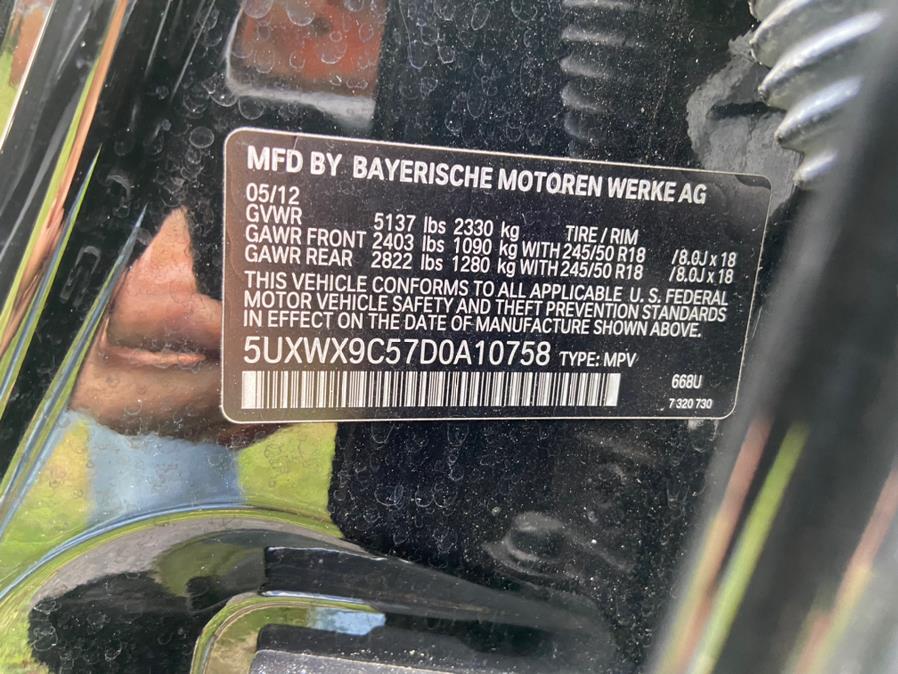 MFD BY BAYERISCHE MOTOREN WERKE AG
05/12
GVWR 5137 lbs 2330 kg TIRE / RIM
GAWR FRONT 2403 lbs 1090 kg WITH 245/50 R18 /8.0J x 18
GAWR REAR 2822 lbs 1280 kg WITH 245/50 R18 /8.0J x 18
THIS VEHICLE CONFORMS TO ALL APPLICABLE U. S. FEDERAL
MOTOR VEHICLE SAFETY AND THEFT PREVENTION STANDARDS
IN EFFECT ON THE DATE OF MANUFACTURE SHOWN ABOVE.
5UXWX9C57D0A10758 TYPE: MPV
668U
7 320 730